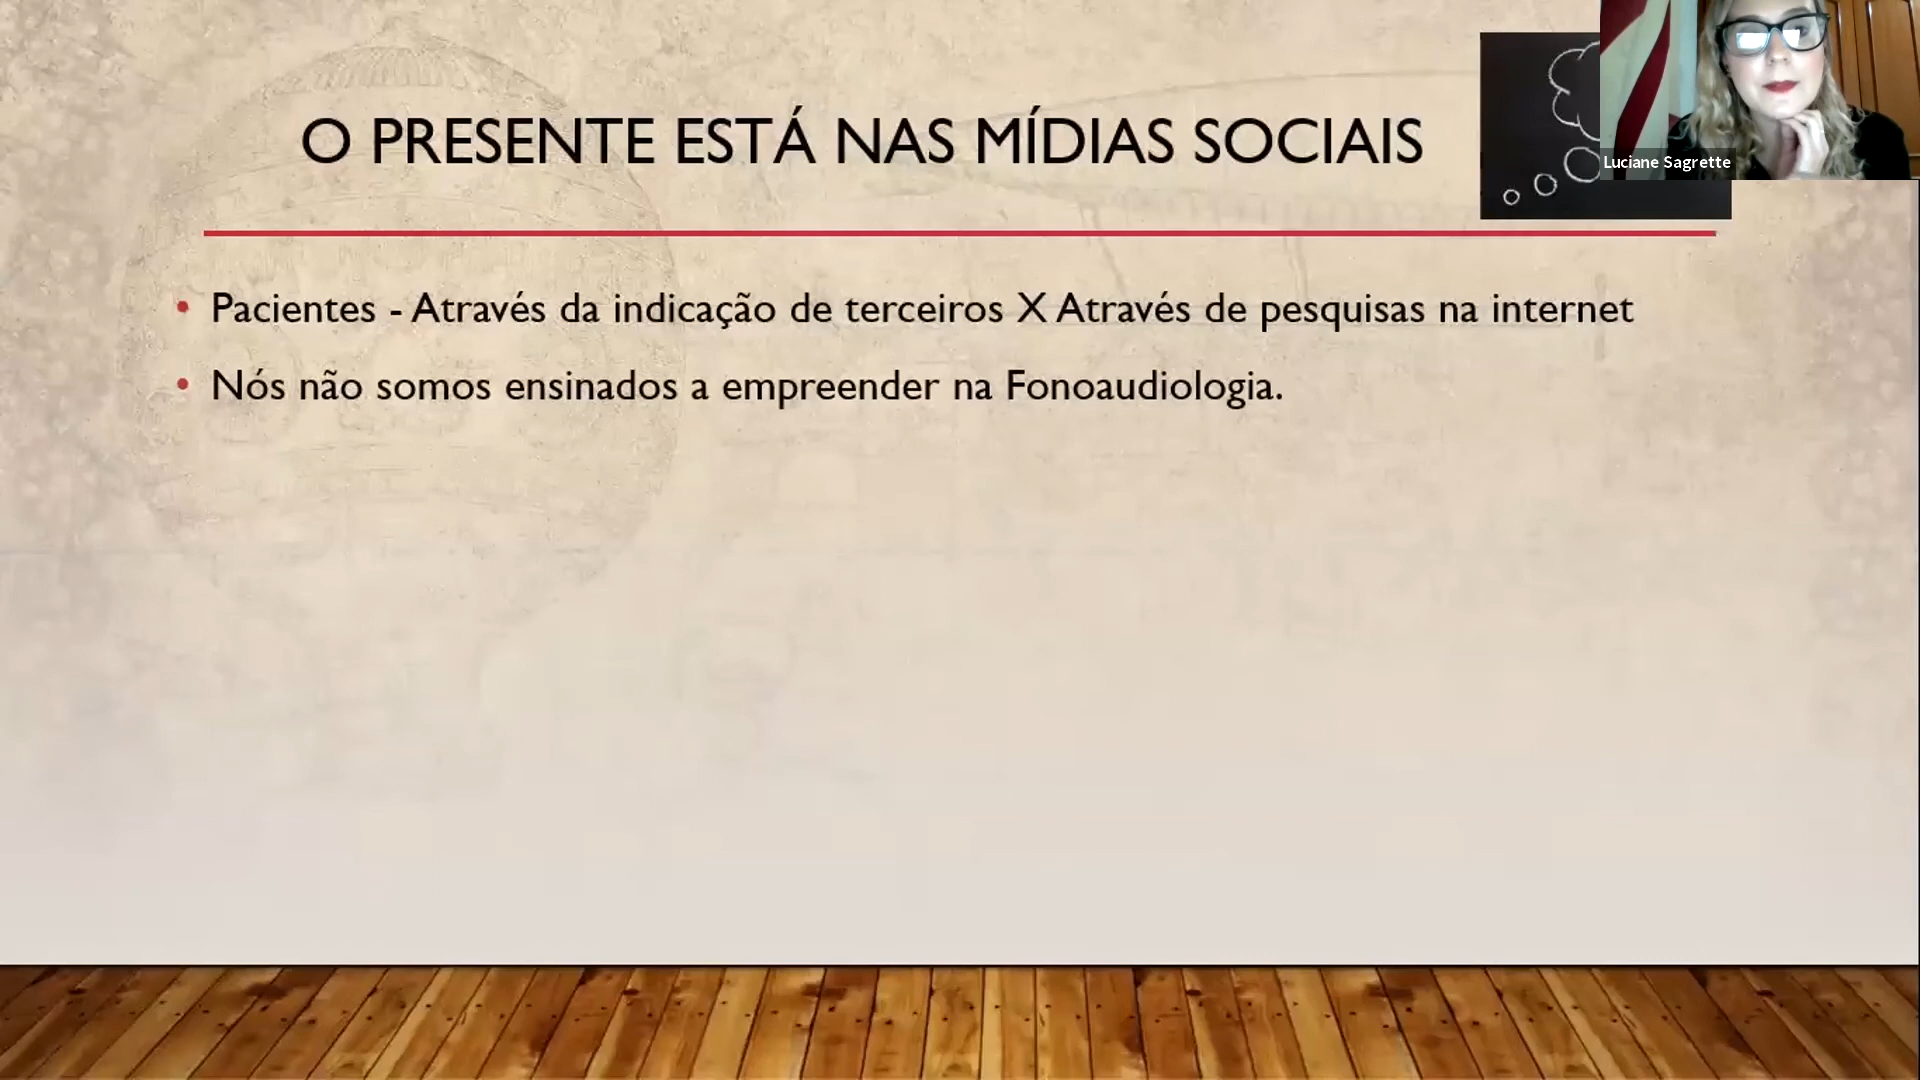 O PRESENTE ESTÁ NAS MÍDIAS SOCIAIS
Luciane Sagrette
• Pacientes - Através da indicação de terceiros X Através de pesquisas na internet
• Nós não somos ensinados a empreender na Fonoaudiologia.